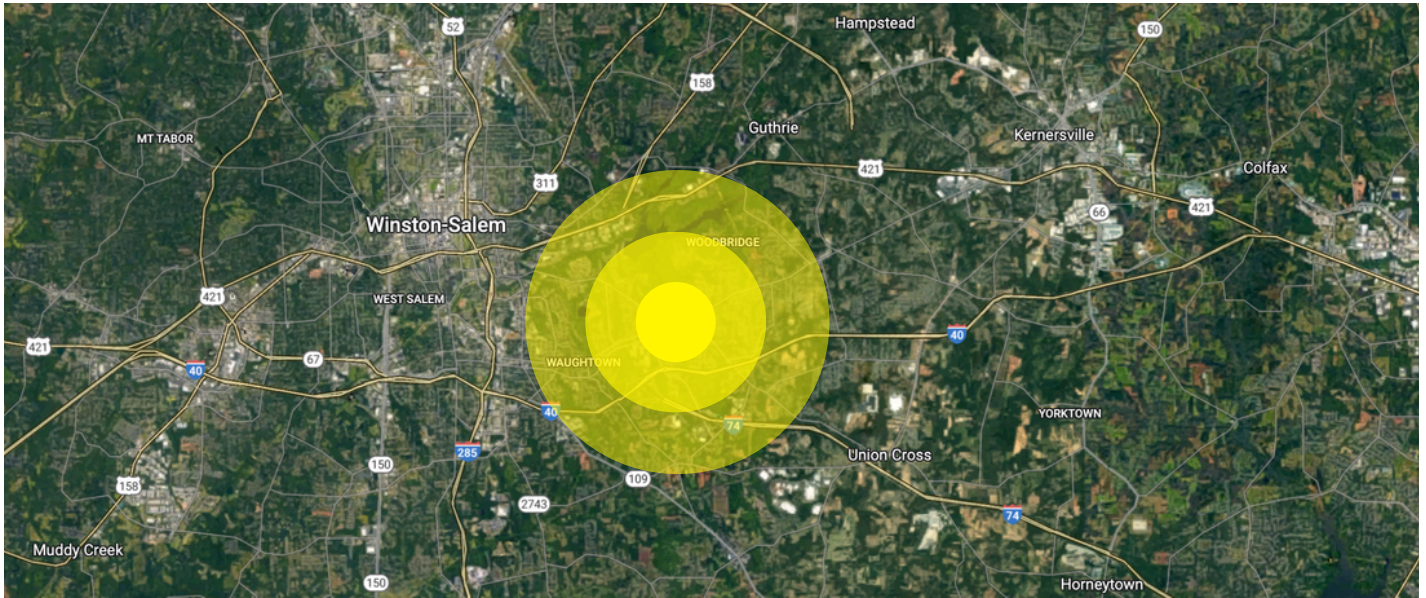 Hampstead
52
150
158
Guthrie
Kernersville
MT TABOR
421
Colfax
311
66
421
Winston-Salem
WOODBRIDGE
421
WEST SALEM
40
421
67
WAUGHTOWN
40
40
YORKTOWN
74
285
Union Cross
150
109
158
2743
74
Muddy Creek
150
Horneytown